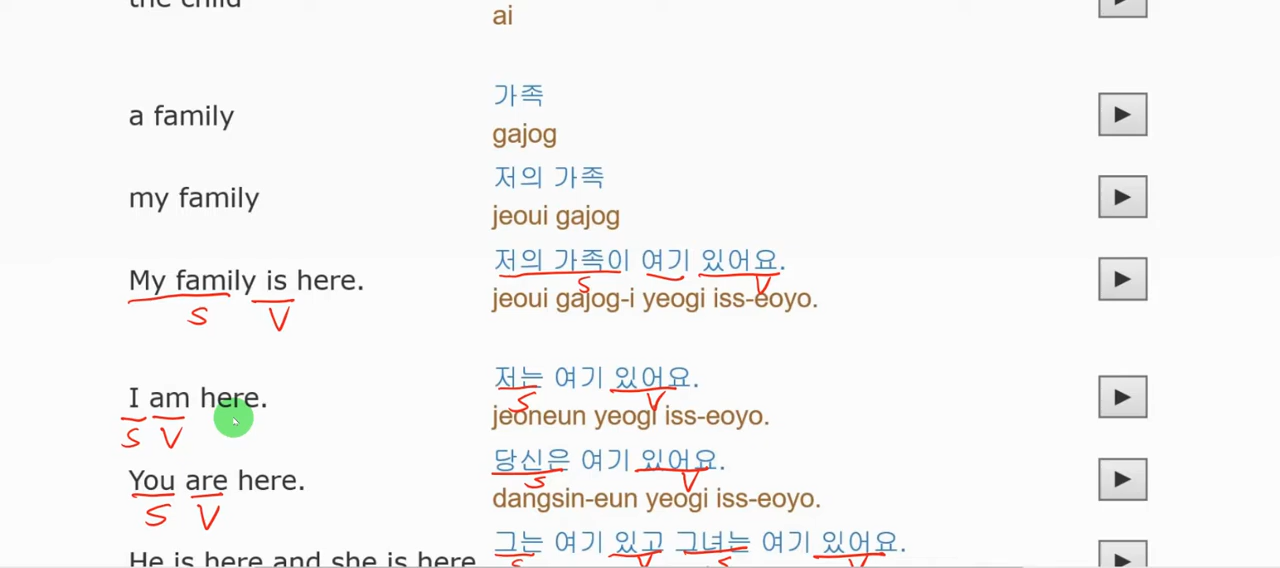 the child
ai
a family
가족
gajog
my family
저의 가족
jeoui gajog
My family is here.
저의 가족이 여기 있어요.
jeoui gajog-i yeogi iss-eoyo.
S V
S V
I am here.
저는 여기 있어요.
jeoneun yeogi iss-eoyo.
S V
S V
You are here.
당신은 여기 있어요.
dangsin-eun yeogi iss-eoyo.
S V
S V
He is here and she is here
그는 여기 있고 그녀는 여기 있어요.
S V S V